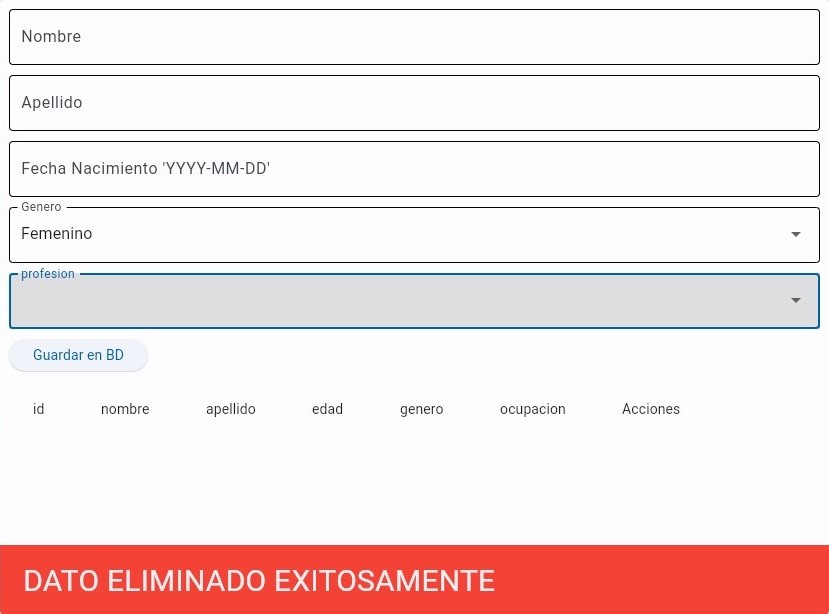 Nombre
Apellido
Fecha Nacimiento 'YYYY-MM-DD'
Genero
Femenino
profesion
Guardar en BD
id nombre apellido edad genero ocupacion Acciones
DATO ELIMINADO EXITOSAMENTE